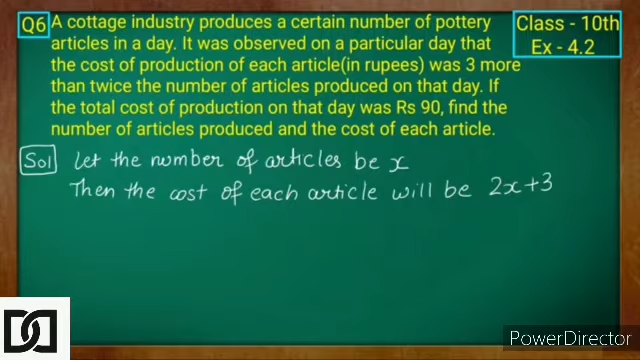 Q6 A cottage industry produces a certain number of pottery
articles in a day. It was observed on a particular day that
the cost of production of each article(in rupees) was 3 more
than twice the number of articles produced on that day. If
the total cost of production on that day was Rs 90, find the
number of articles produced and the cost of each article.
Class - 10th
Ex - 4.2
Sol Let the number of articles be x
Then the cost of each article will be 2x+3
PowerDirector